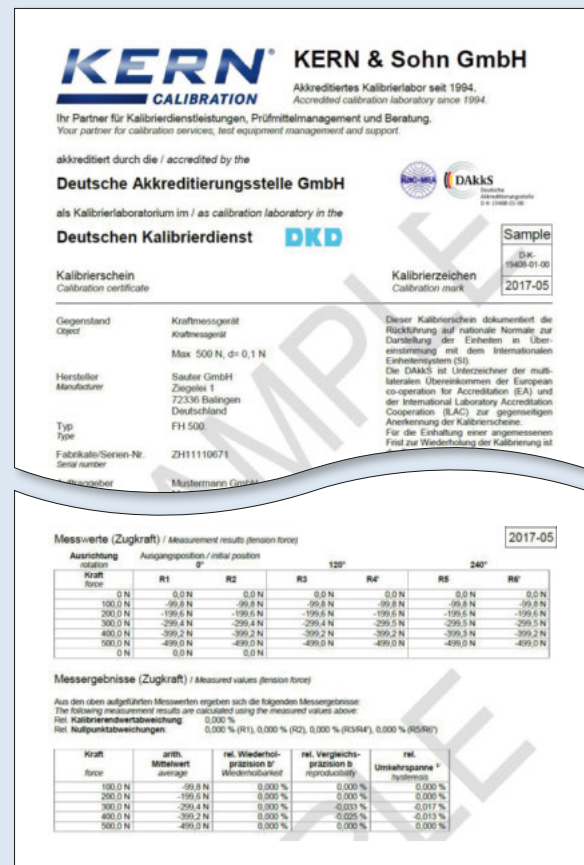 KERN
CALIBRATION
KERN & Sohn GmbH
Akkreditiertes Kalibrierlabor seit 1994.
Accredited calibration laboratory since 1994.
Ihr Partner für Kalibrierdienstleistungen, Prüfmittelmanagement und Beratung.
Your partner for calibration services, test equipment management and support.
akkreditiert durch die / accredited by the
Deutsche Akkreditierungsstelle GmbH
ilac-MRA
DAkkS
Deutsche
Akkreditierungsstelle
D-K-19408-01-00
als Kalibrierlaboratorium im / as calibration laboratory in the
Deutschen Kalibrierdienst DKD
Sample
D-K-
19408-01-00
2017-05
Kalibrierschein
Calibration certificate
Kalibrierzeichen
Calibration mark
Gegenstand
Object
Kraftmessgerät
Kraftmessgerät
Max 500 N, d= 0,1 N
Hersteller
Manufacturer
Sauter GmbH
Ziegelei 1
72336 Balingen
Deutschland
Typ
Type
FH 500
Fabrikate/Serien-Nr.
Serial number
ZH11110671
Auftraggeber
Mustermann GmbH
Dieser Kalibrierschein dokumentiert die
Rückführung auf nationale Normale zur
Darstellung der Einheiten in Über-
einstimmung mit dem Internationalen
Einheitensystem (SI).
Die DAkkS ist Unterzeichner der multi-
lateralen Übereinkommen der European
co-operation for Accreditation (EA) und
der International Laboratory Accreditation
Cooperation (ILAC) zur gegenseitigen
Anerkennung der Kalibrierscheine.
Für die Einhaltung einer angemessenen
Frist zur Wiederholung der Kalibrierung ist
SAMPLE
Messwerte (Zugkraft) / Measurement results (tension force)
2017-05
Ausrichtung Ausgangsposition / initial position
rotation 0° 120° 240°
Kraft R1 R2 R3 R4' R5 R6'
force
0 N 0,0 N 0,0 N 0,0 N 0,0 N 0,0 N 0,0 N
100,0 N -99,8 N -99,8 N -99,8 N -99,8 N -99,8 N -99,8 N
200,0 N -199,6 N -199,6 N -199,6 N -199,6 N -199,6 N -199,6 N
300,0 N -299,4 N -299,4 N -299,4 N -299,5 N -299,5 N -299,5 N
400,0 N -399,2 N -399,2 N -399,2 N -399,2 N -399,3 N -399,2 N
500,0 N -499,0 N -499,0 N -499,0 N -499,0 N -499,0 N -499,0 N
0 N 0,0 N 0,0 N
Messergebnisse (Zugkraft) / Measured values (tension force)
Aus den oben aufgeführten Messwerten ergeben sich die folgenden Messergebnisse:
The following measurement results are calculated using the measured values above:
Rel. Kalibrierendwertabweichung: 0,000 %
Rel. Nullpunktabweichungen: 0,000 % (R1), 0,000 % (R2), 0,000 % (R3/R4'), 0,000 % (R5/R6')
Kraft arith. rel. Wiederhol- rel. Vergleichs- rel.
Mittelwert präzision b' präzision b Umkehrspanne
force average Wiederholbarkeit reproducibility hysteresis
100,0 N -99,8 N 0,000 % 0,000 % 0,000 %
200,0 N -199,6 N 0,000 % 0,000 % 0,000 %
300,0 N -299,4 N 0,000 % -0,033 % -0,017 %
400,0 N -399,2 N 0,000 % -0,025 % -0,013 %
500,0 N -499,0 N 0,000 % 0,000 % 0,000 %